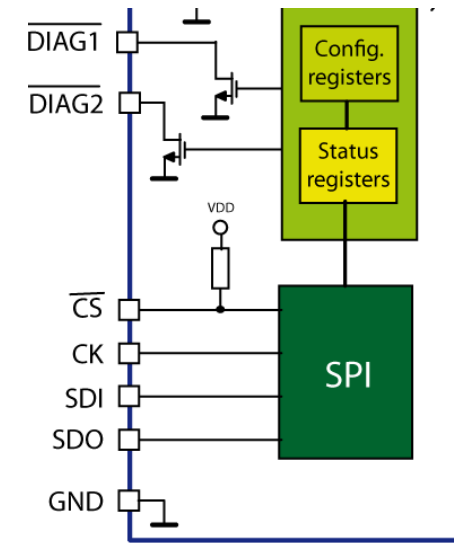 DIAG1
Config.
registers
DIAG2
Status
registers
VDD
CS
CK
SPI
SDI
SDO
GND